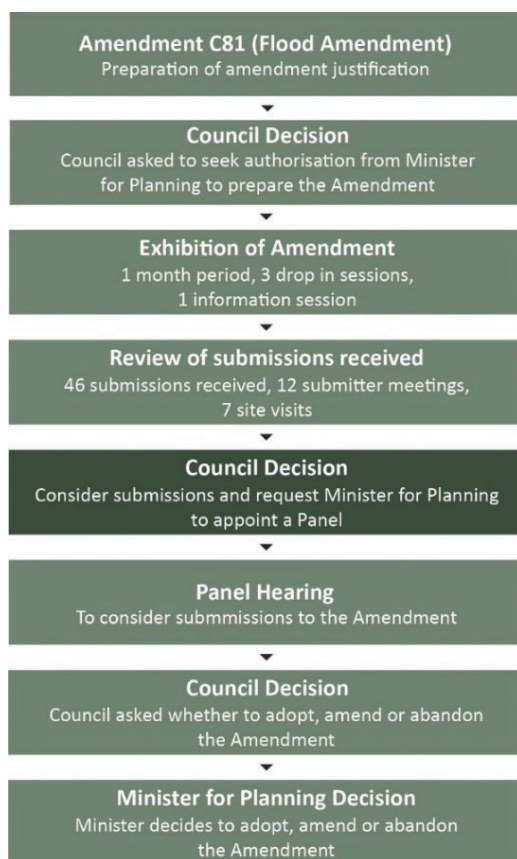 Amendment C81 (Flood Amendment)
Preparation of amendment justification
Council Decision
Council asked to seek authorisation from Minister
for Planning to prepare the Amendment
Exhibition of Amendment
1 month period, 3 drop in sessions,
1 information session
Review of submissions received
46 submissions received, 12 submitter meetings,
7 site visits
Council Decision
Consider submissions and request Minister for Planning
to appoint a Panel
Panel Hearing
To consider submmissions to the Amendment
Council Decision
Council asked whether to adopt, amend or abandon
the Amendment
Minister for Planning Decision
Minister decides to adopt, amend or abandon
the Amendment